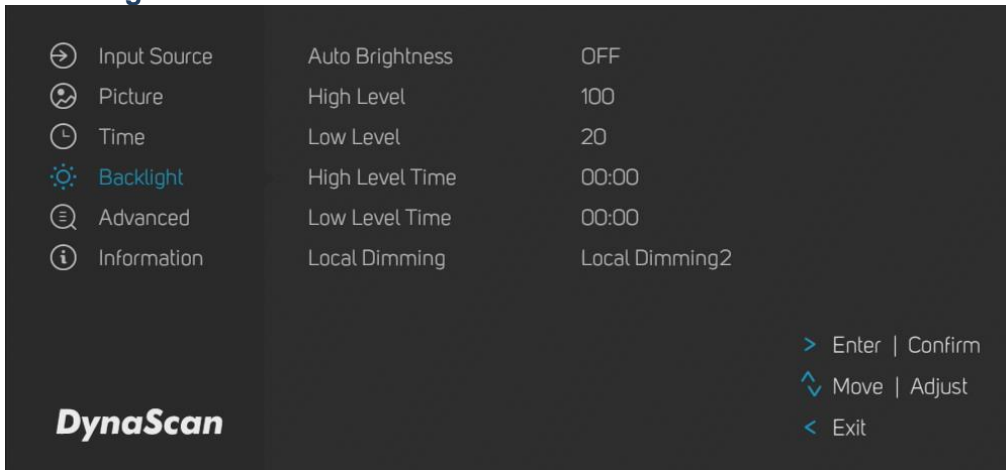 Input Source Auto Brightness OFF
Picture High Level 100
Time Low Level 20
Backlight High Level Time 00:00
Advanced Low Level Time 00:00
Information Local Dimming Local Dimming2
> Enter | Confirm
Move | Adjust
< Exit
DynaScan